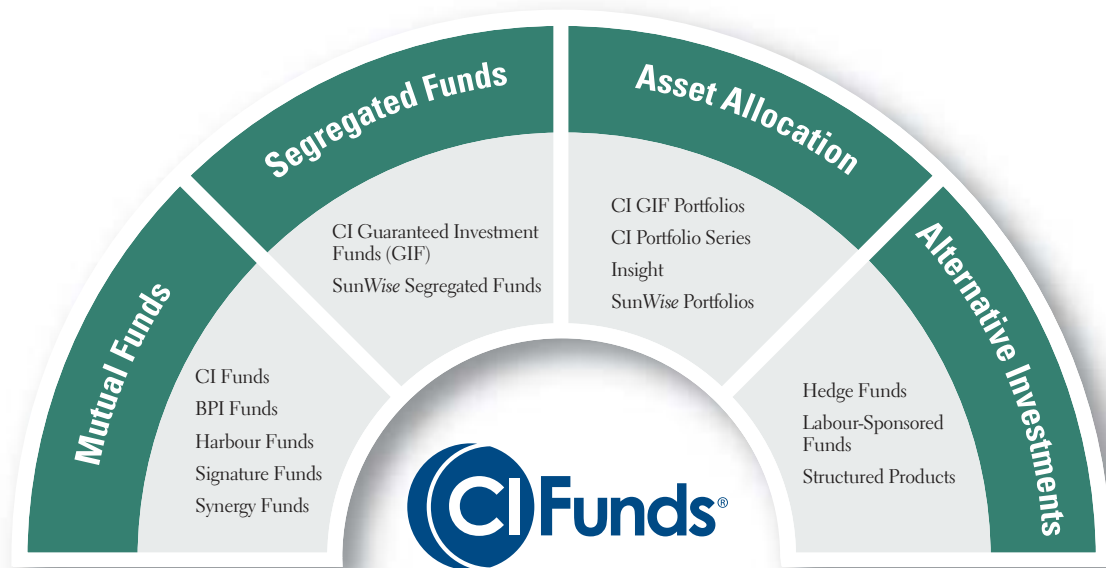 Mutual Funds
CI Funds
BPI Funds
Harbour Funds
Signature Funds
Synergy Funds
Segregated Funds
CI Guaranteed Investment
Funds (GIF)
SunWise Segregated Funds
Asset Allocation
CI GIF Portfolios
CI Portfolio Series
Insight
SunWise Portfolios
Alternative Investments
Hedge Funds
Labour-Sponsored
Funds
Structured Products
CI Funds®